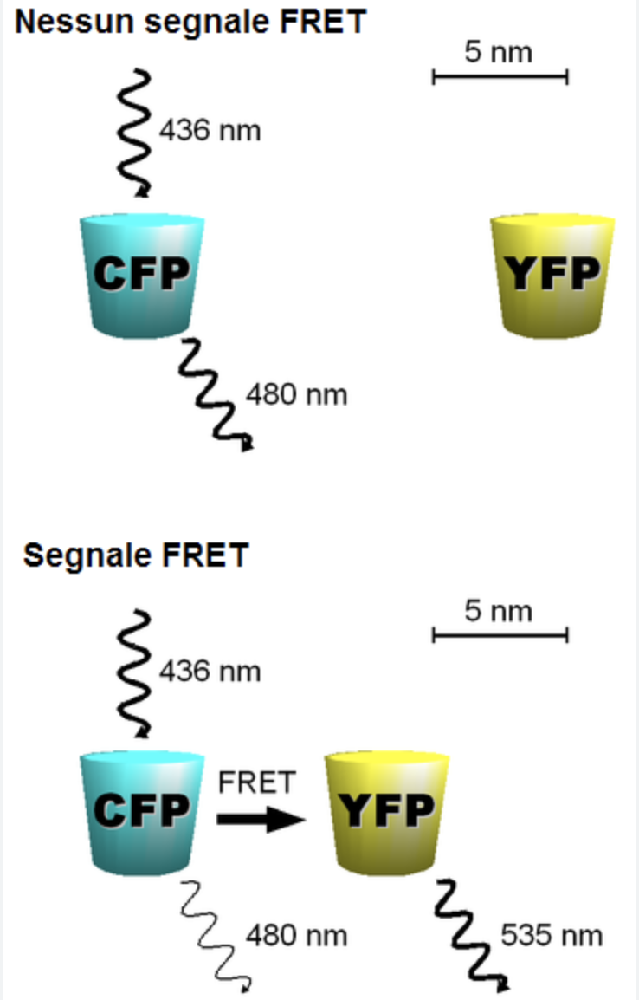 Nessun segnale FRET
5 nm
436 nm
CFP
YFP
480 nm
Segnale FRET
5 nm
436 nm
FRET
CFP
YFP
480 nm
535 nm